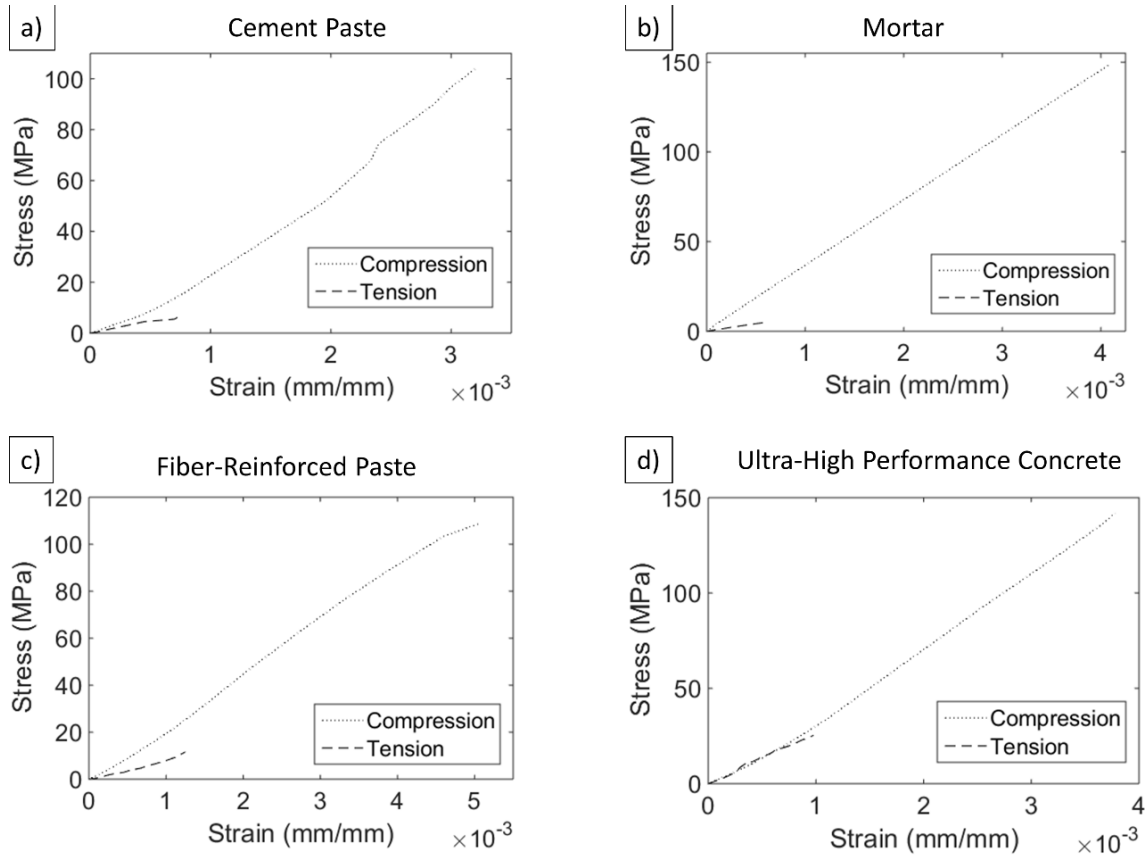 a)
Cement Paste
100
80
60
40
20
0
Stress (MPa)
Compression
Tension
0 1 2 3
Strain (mm/mm)
×10-3
b)
Mortar
150
100
50
0
Stress (MPa)
Compression
Tension
0 1 2 3 4
Strain (mm/mm)
×10-3
c)
Fiber-Reinforced Paste
120
100
80
60
40
20
0
Stress (MPa)
Compression
Tension
0 1 2 3 4 5
Strain (mm/mm)
×10-3
d)
Ultra-High Performance Concrete
150
100
50
0
Stress (MPa)
Compression
Tension
0 1 2 3 4
Strain (mm/mm)
×10-3